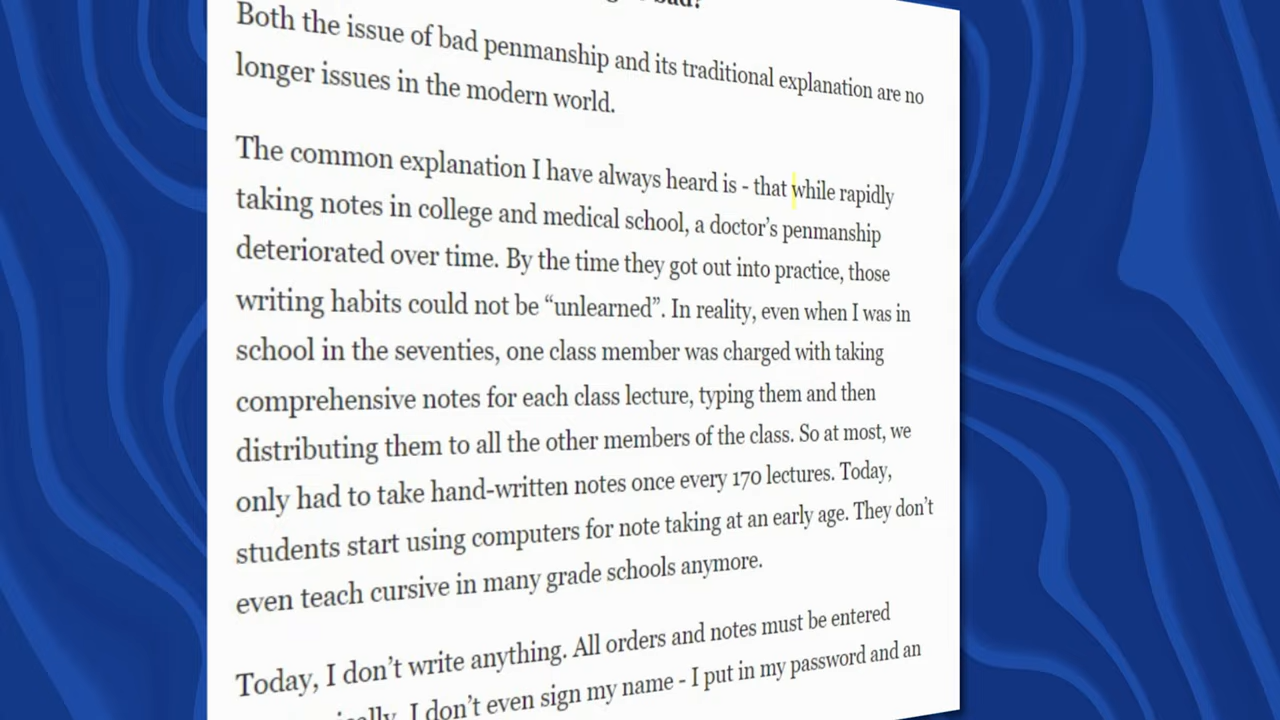 bad?
Both the issue of bad penmanship and its traditional explanation are no
longer issues in the modern world.
The common explanation I have always heard is - that while rapidly
taking notes in college and medical school, a doctor’s penmanship
deteriorated over time. By the time they got out into practice, those
writing habits could not be “unlearned”. In reality, even when I was in
school in the seventies, one class member was charged with taking
comprehensive notes for each class lecture, typing them and then
distributing them to all the other members of the class. So at most, we
only had to take hand-written notes once every 170 lectures. Today,
students start using computers for note taking at an early age. They don’t
even teach cursive in many grade schools anymore.
Today, I don’t write anything. All orders and notes must be entered
I don’t even sign my name - I put in my password and an